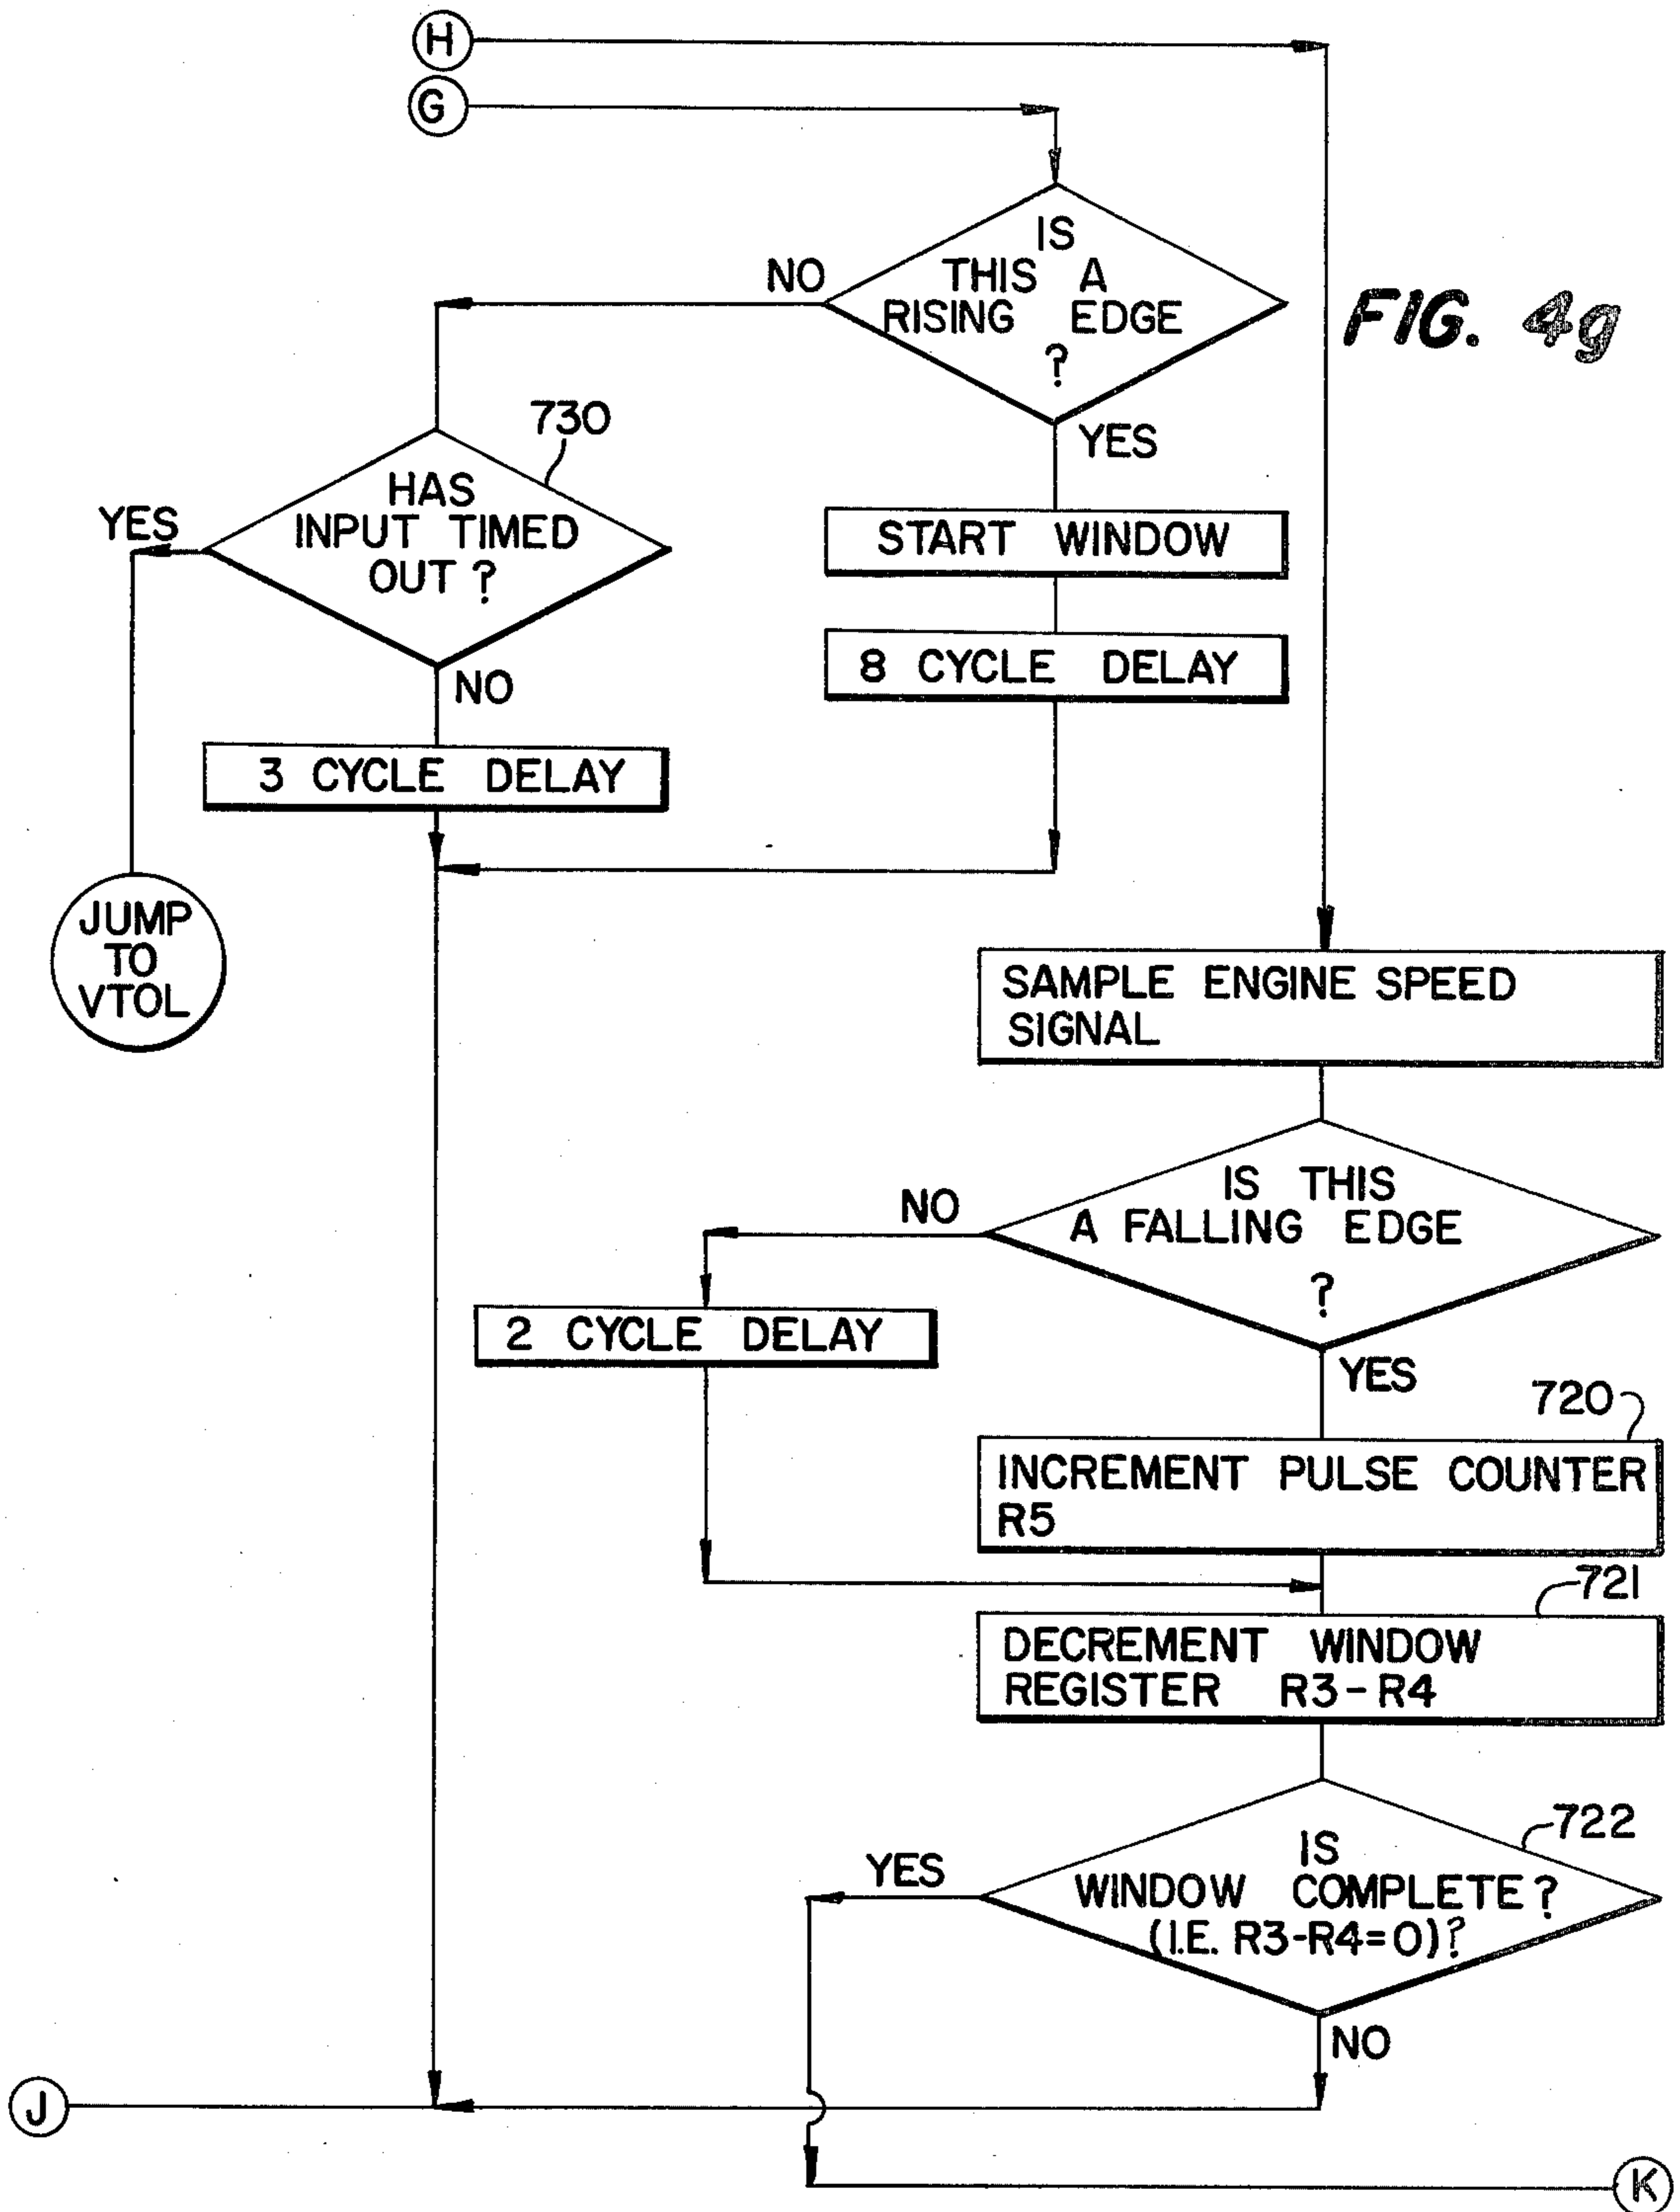 H
G
IS
THIS A
RISING EDGE
?
NO
YES
FIG. 4g
730
HAS
INPUT TIMED
OUT ?
YES
NO
START WINDOW
8 CYCLE DELAY
3 CYCLE DELAY
JUMP
TO
VTOL
SAMPLE ENGINE SPEED
SIGNAL
IS THIS
A FALLING EDGE
?
NO
YES
2 CYCLE DELAY
720
INCREMENT PULSE COUNTER
R5
721
DECREMENT WINDOW
REGISTER R3-R4
722
IS
WINDOW COMPLETE ?
(I.E. R3-R4=0)?
YES
NO
J
K